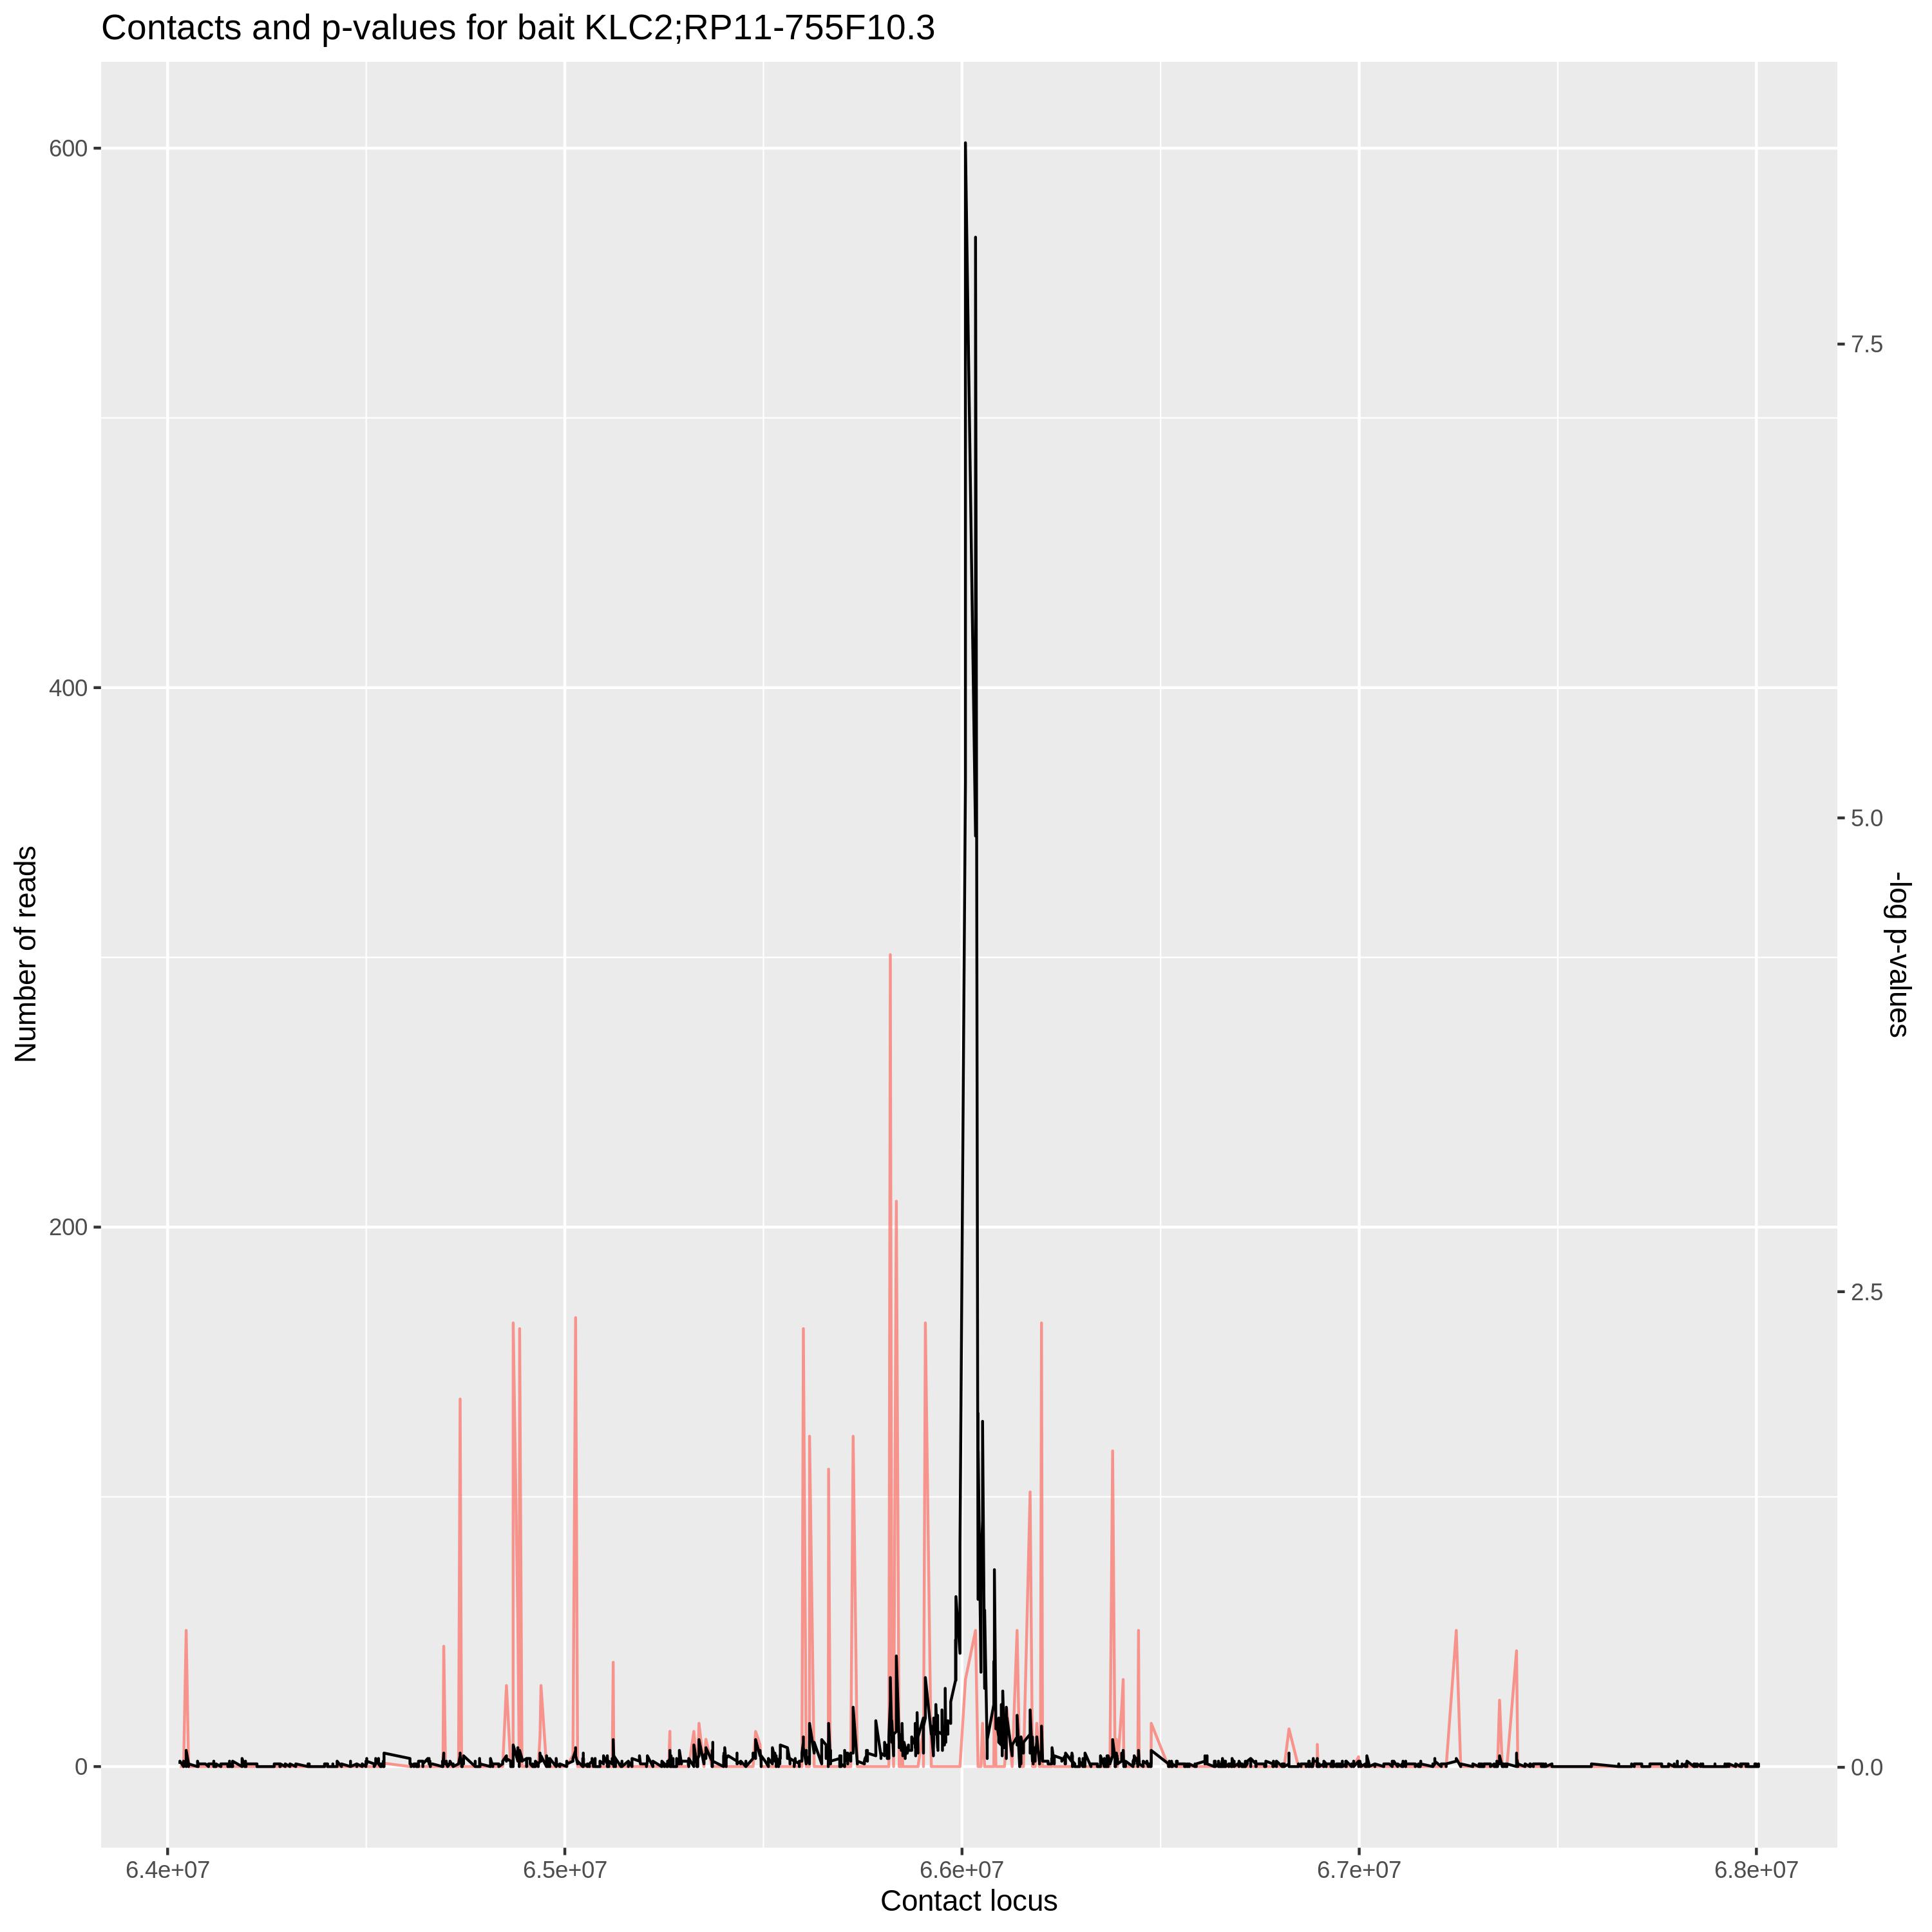 Contacts and p-values for bait KLC2;RP11-755F10.3
600
400
200
0
Number of reads
7.5
5.0
2.5
0.0
-log p-values
6.4e+07
6.5e+07
6.6e+07
6.7e+07
6.8e+07
Contact locus